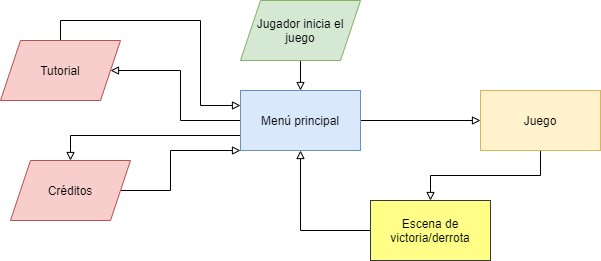 Jugador inicia el
juego
Tutorial
Menú principal
Juego
Créditos
Escena de
victoria/derrota